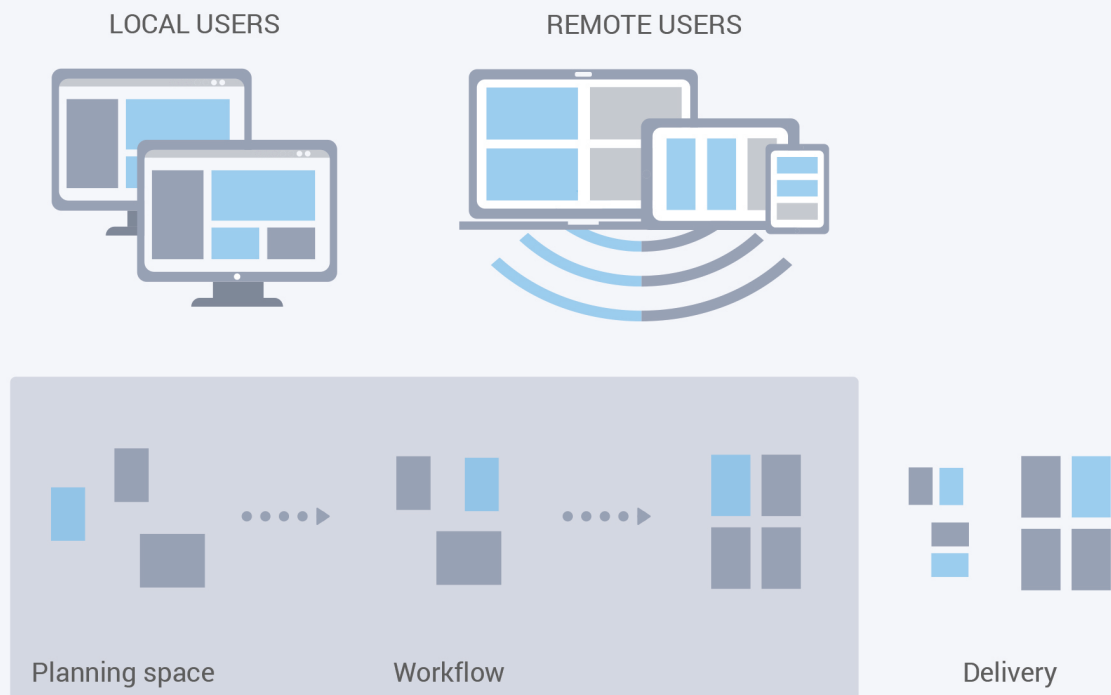 LOCAL USERS
REMOTE USERS
Planning space
Workflow
Delivery